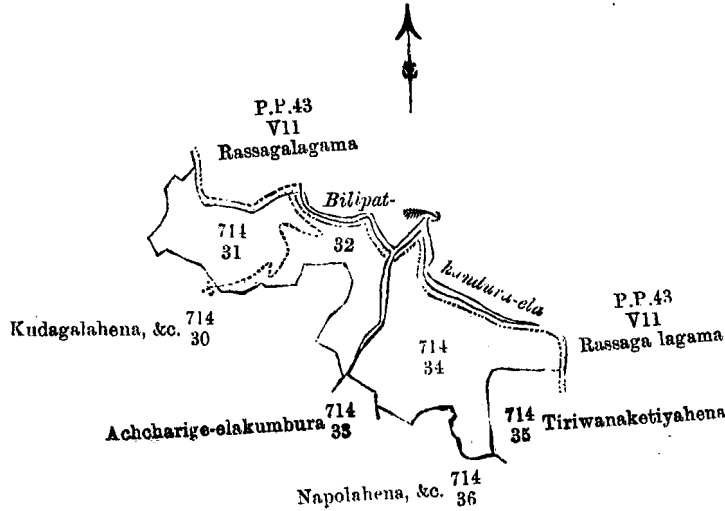 P.P.43
V11
Rassagalagama
Bilipat-
kandura-ela
714
31
32
P.P.43
V11
Rassaga lagama
Kudagalahena, &c. 714
30
714
34
Achcharige-elakumbura 714
33
714
35 Tiriwanaketiyahena
Napolahena, &c. 714
36